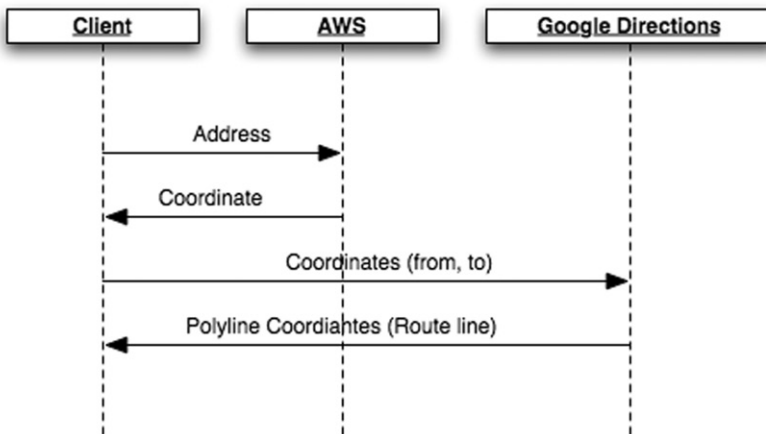 Client
AWS
Google Directions
Address
Coordinate
Coordinates (from, to)
Polyline Coordiantes (Route line)